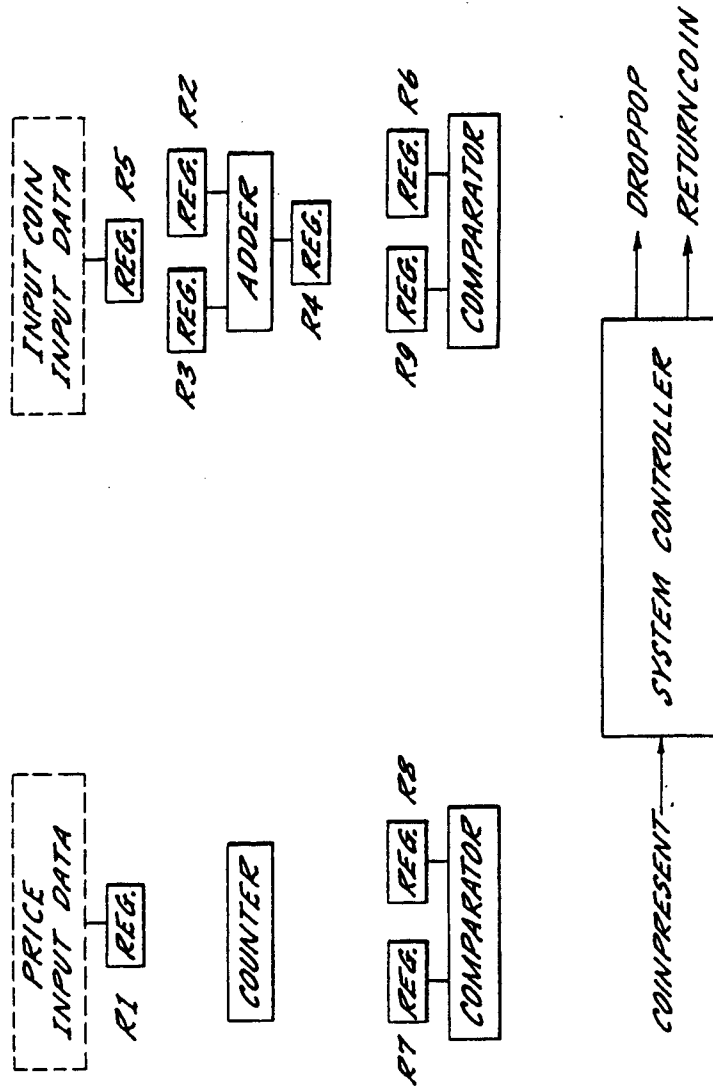 PRICE
INPUT DATA
INPUT COIN
INPUT DATA
R1 REG.
REG. R5
COUNTER
R3 REG.
REG. R2
ADDER
R4 REG.
R7 REG.
REG. R8
COMPARATOR
R9 REG.
REG. R6
COMPARATOR
COINPRESENT
SYSTEM CONTROLLER
DROPPOP
RETURNCOIN